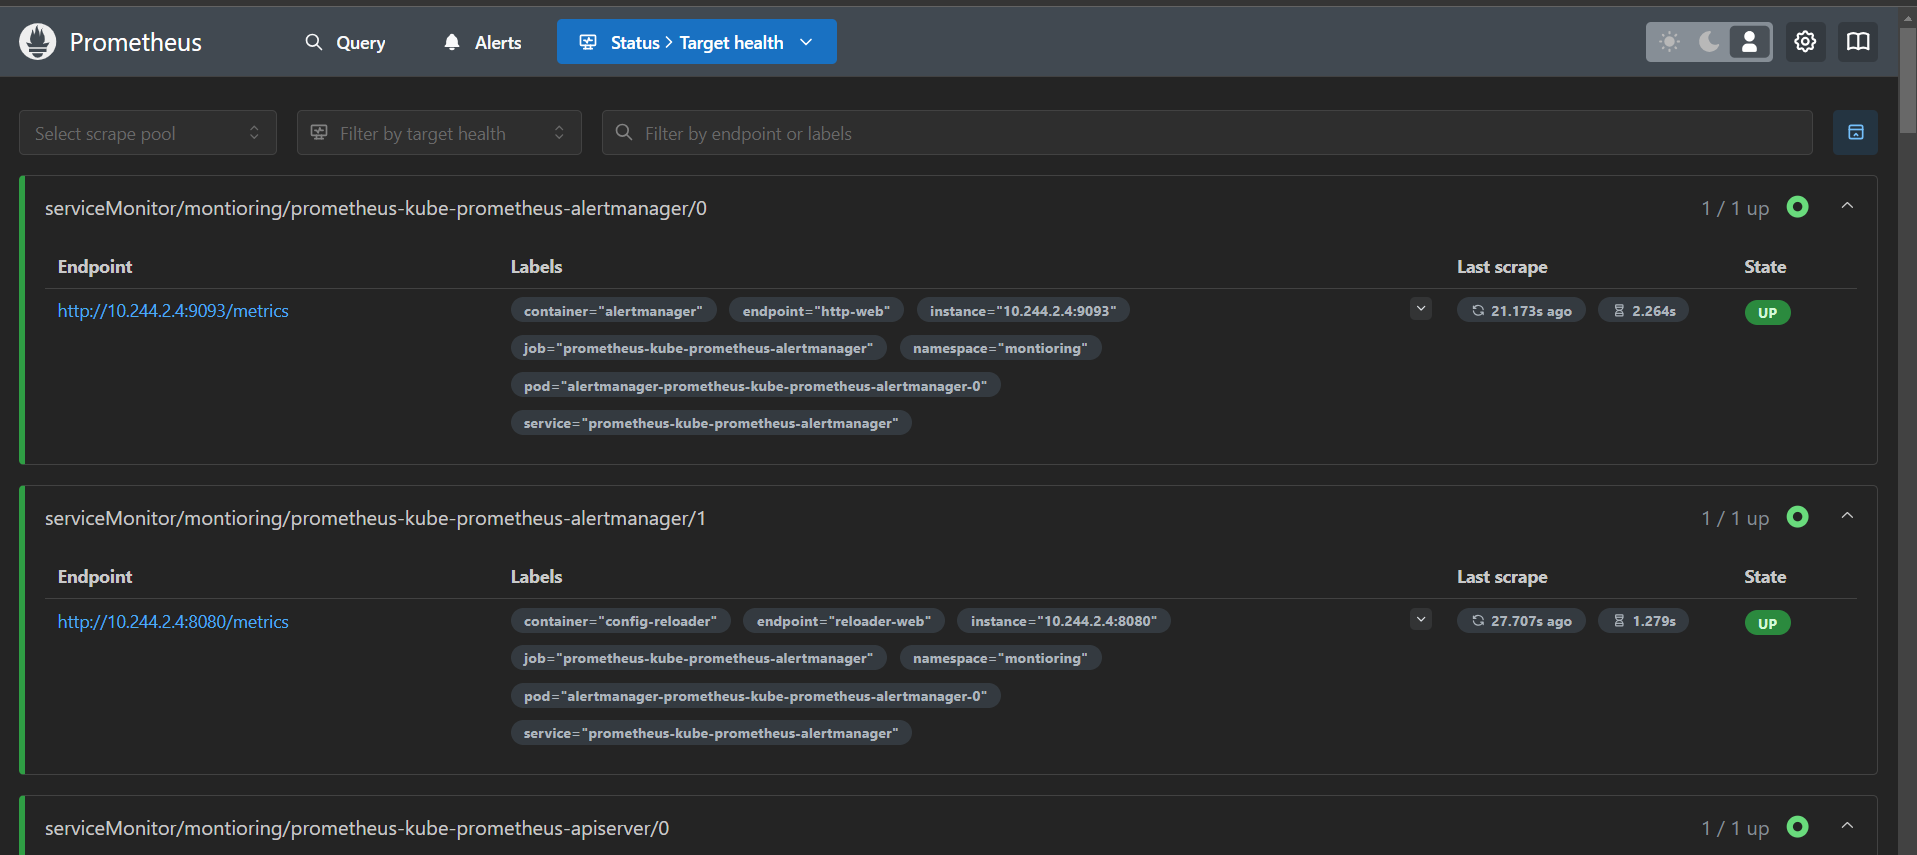 Prometheus Query Alerts Status > Target health
Select scrape pool Filter by target health Filter by endpoint or labels
serviceMonitor/montioring/prometheus-kube-prometheus-alertmanager/0 1 / 1 up
Endpoint Labels Last scrape State
http://10.244.2.4:9093/metrics container="alertmanager" endpoint="http-web" instance="10.244.2.4:9093" 21.173s ago 2.264s UP
job="prometheus-kube-prometheus-alertmanager" namespace="montioring"
pod="alertmanager-prometheus-kube-prometheus-alertmanager-0"
service="prometheus-kube-prometheus-alertmanager"
serviceMonitor/montioring/prometheus-kube-prometheus-alertmanager/1 1 / 1 up
Endpoint Labels Last scrape State
http://10.244.2.4:8080/metrics container="config-reloader" endpoint="reloader-web" instance="10.244.2.4:8080" 27.707s ago 1.279s UP
job="prometheus-kube-prometheus-alertmanager" namespace="montioring"
pod="alertmanager-prometheus-kube-prometheus-alertmanager-0"
service="prometheus-kube-prometheus-alertmanager"
serviceMonitor/montioring/prometheus-kube-prometheus-apiserver/0 1 / 1 up